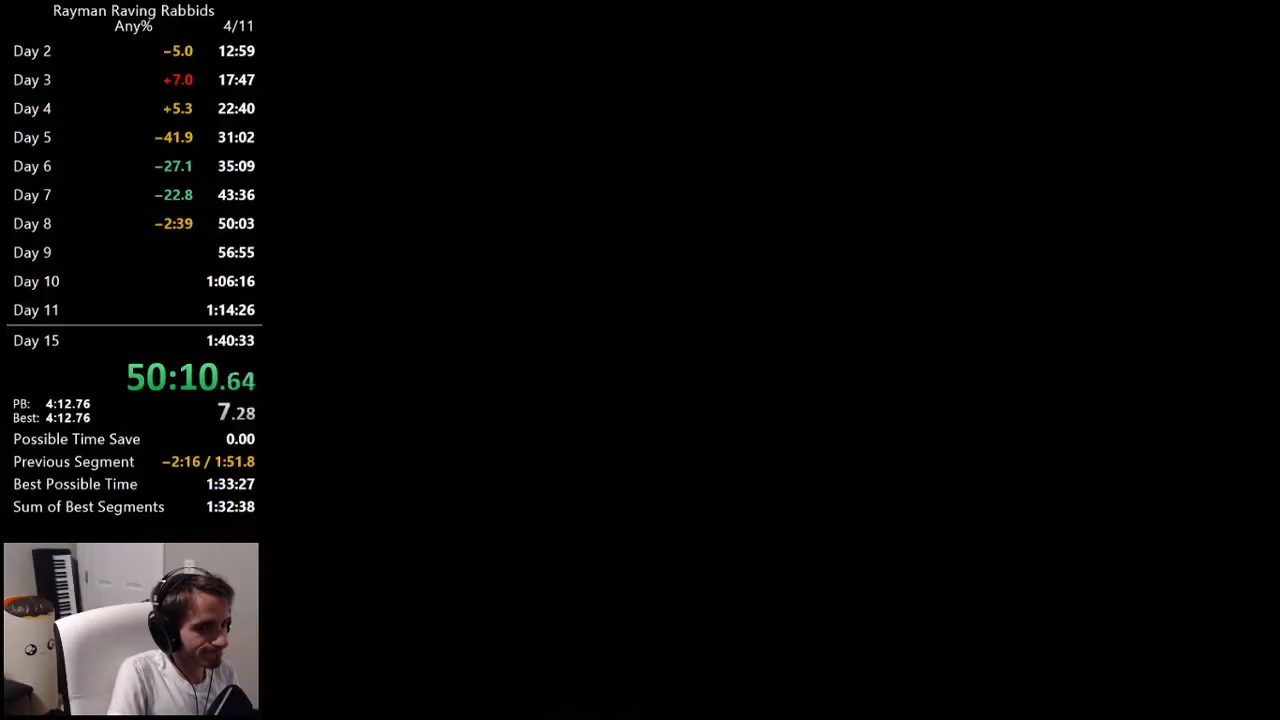 Rayman Raving Rabbids
Any% 4/11
Day 2 −5.0 12:59
Day 3 +7.0 17:47
Day 4 +5.3 22:40
Day 5 −41.9 31:02
Day 6 −27.1 35:09
Day 7 −22.8 43:36
Day 8 −2:39 50:03
Day 9 56:55
Day 10 1:06:16
Day 11 1:14:26
Day 15 1:40:33
50:10.64
PB: 4:12.76 7.28
Best: 4:12.76
Possible Time Save 0.00
Previous Segment −2:16 / 1:51.8
Best Possible Time 1:33:27
Sum of Best Segments 1:32:38